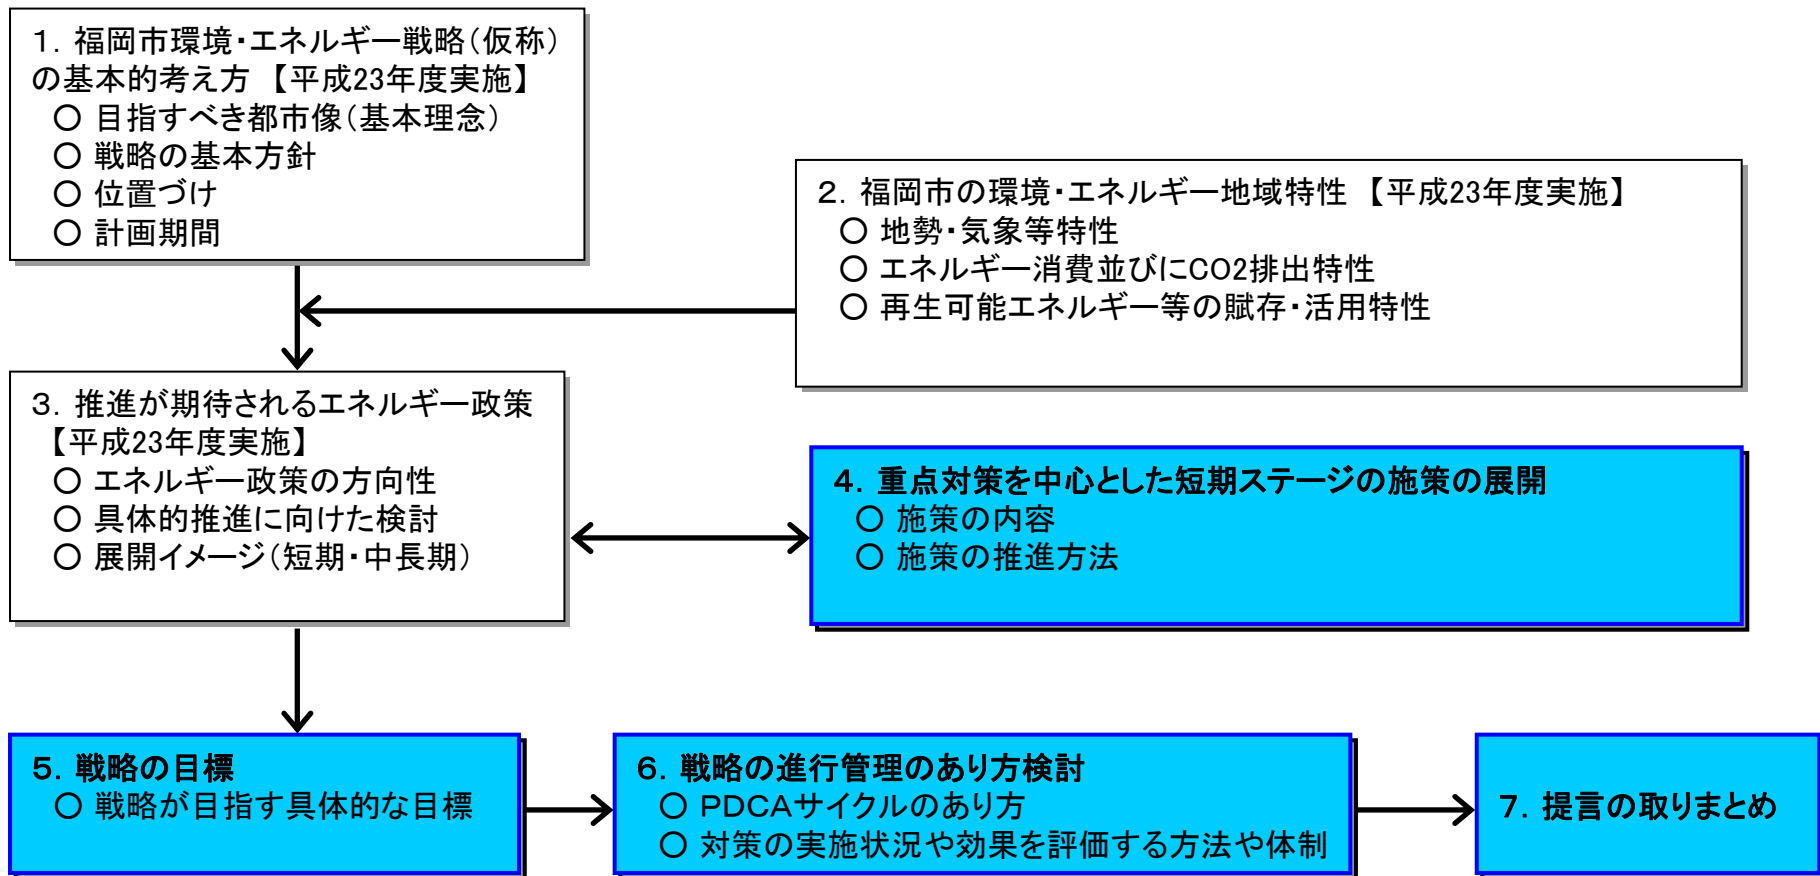 １．福岡市環境・エネルギー戦略（仮称）
の基本的考え方 【平成23年度実施】
○ 目指すべき都市像（基本理念）
○ 戦略の基本方針
○ 位置づけ
○ 計画期間
２．福岡市の環境・エネルギー地域特性 【平成23年度実施】
○ 地勢・気象等特性
○ エネルギー消費並びにCO2排出特性
○ 再生可能エネルギー等の賦存・活用特性
３．推進が期待されるエネルギー政策
【平成23年度実施】
○ エネルギー政策の方向性
○ 具体的推進に向けた検討
○ 展開イメージ（短期・中長期）
４．重点対策を中心とした短期ステージの施策の展開
○ 施策の内容
○ 施策の推進方法
５．戦略の目標
○ 戦略が目指す具体的な目標
６．戦略の進行管理のあり方検討
○ ＰＤＣＡサイクルのあり方
○ 対策の実施状況や効果を評価する方法や体制
７．提言の取りまとめ